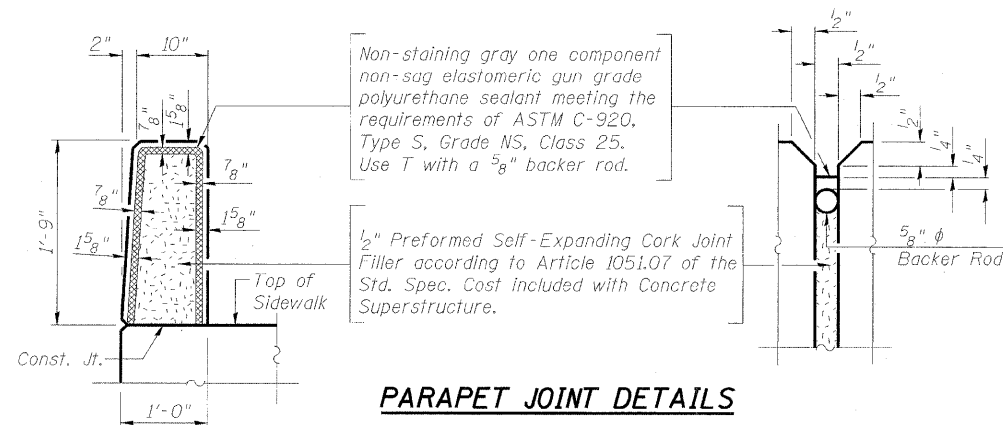 2"
10"
7/8"
1 5/8"
7/8"
1 5/8"
1'-9"
7/8"
1 5/8"
Const. Jt.
1'-0"
Top of
Sidewalk
Non-staining gray one component
non-sag elastomeric gun grade
polyurethane sealant meeting the
requirements of ASTM C-920,
Type S, Grade NS, Class 25.
Use T with a 5/8" backer rod.
1/2" Preformed Self-Expanding Cork Joint
Filler according to Article 1051.07 of the
Std. Spec. Cost included with Concrete
Superstructure.
1/2"
1/2"
1/2"
1/2"
1/4"
1/4"
5/8" ϕ
Backer Rod
PARAPET JOINT DETAILS